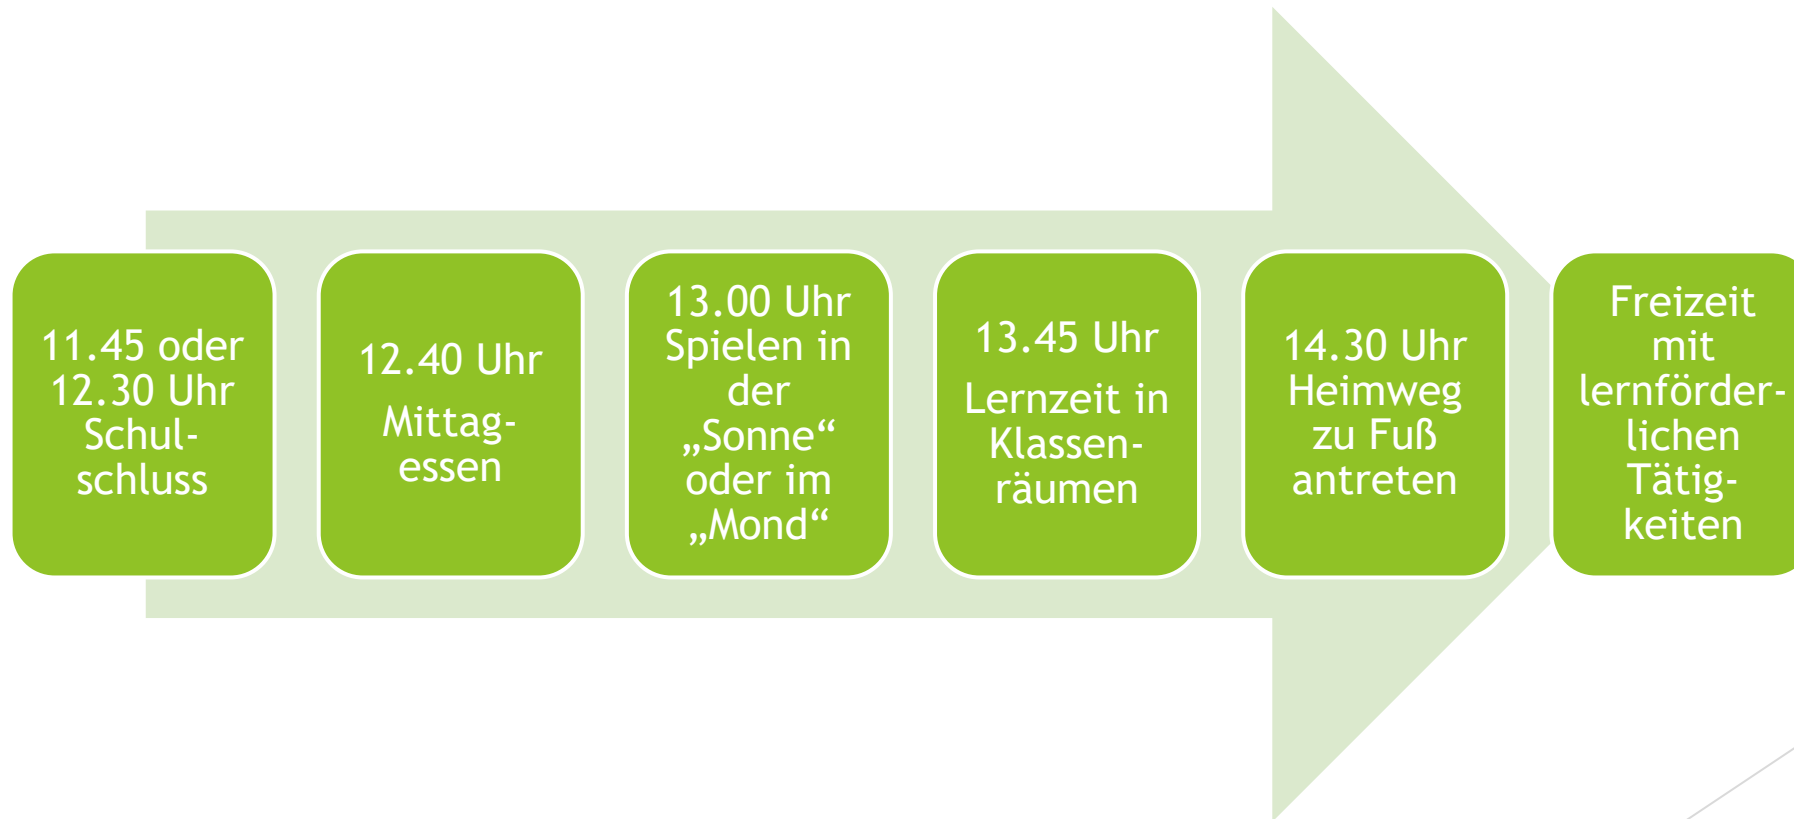 11.45 oder
12.30 Uhr
Schul-
schluss
12.40 Uhr
Mittag-
essen
13.00 Uhr
Spielen in
der
„Sonne“
oder im
„Mond“
13.45 Uhr
Lernzeit in
Klassen-
räumen
14.30 Uhr
Heimweg
zu Fuß
antreten
Freizeit
mit
lernförder-
lichen
Tätig-
keiten